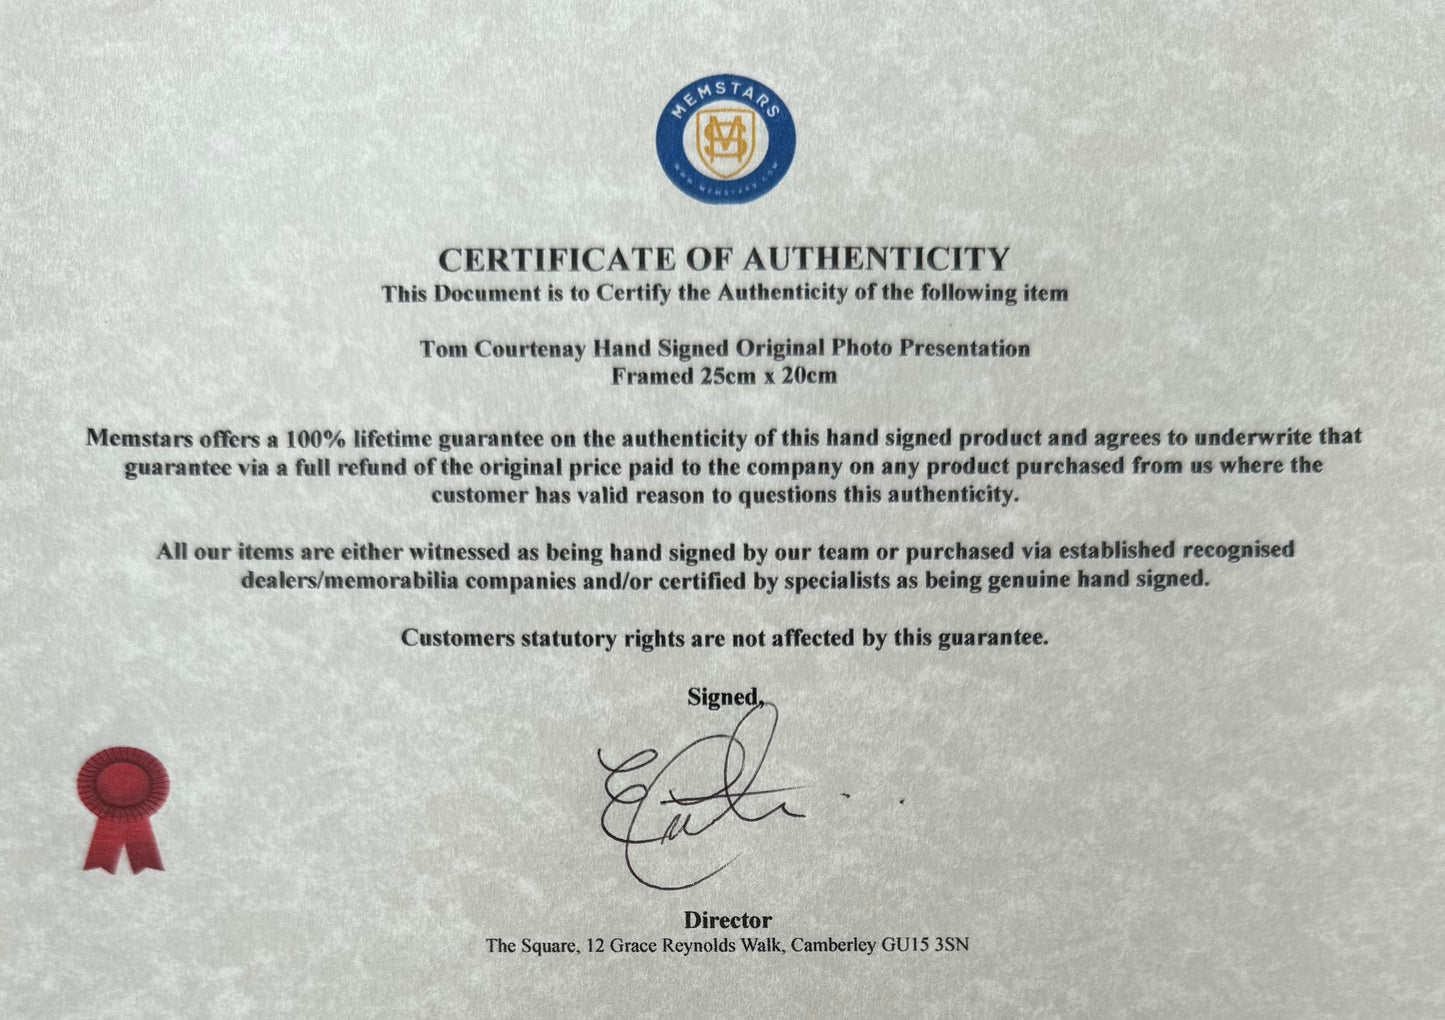 MEMSTARS
MS
WWW.MEMSTARS.COM
CERTIFICATE OF AUTHENTICITY
This Document is to Certify the Authenticity of the following item
Tom Courtenay Hand Signed Original Photo Presentation
Framed 25cm x 20cm
Memstars offers a 100% lifetime guarantee on the authenticity of this hand signed product and agrees to underwrite that
guarantee via a full refund of the original price paid to the company on any product purchased from us where the
customer has valid reason to questions this authenticity.
All our items are either witnessed as being hand signed by our team or purchased via established recognised
dealers/memorabilia companies and/or certified by specialists as being genuine hand signed.
Customers statutory rights are not affected by this guarantee.
Signed,
Director
The Square, 12 Grace Reynolds Walk, Camberley GU15 3SN